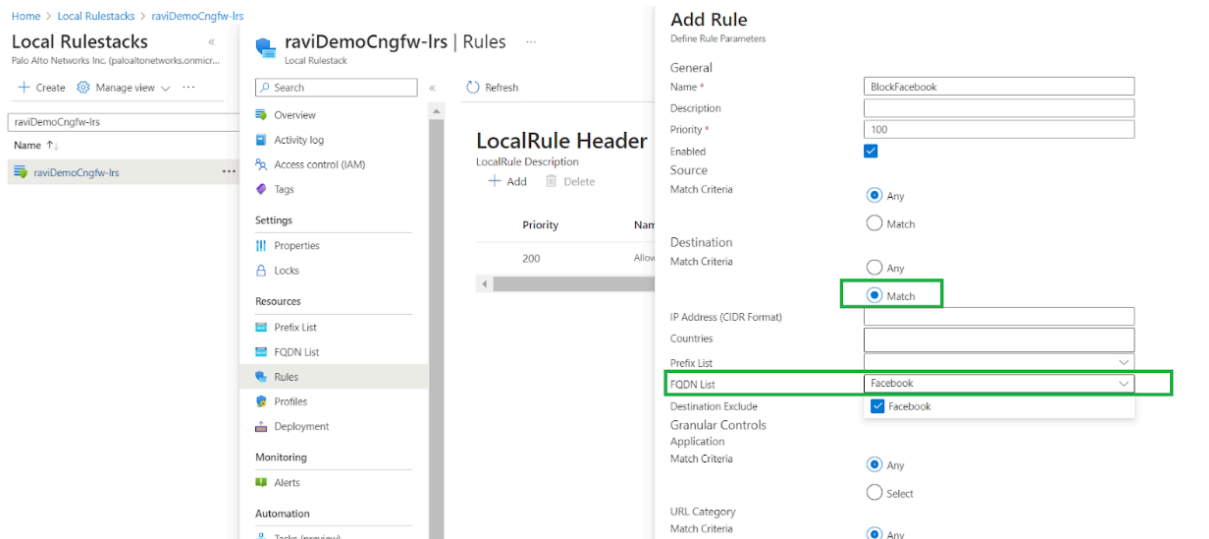 Home > Local Rulestacks > raviDemoCngfw-lrs
Local Rulestacks «
Palo Alto Networks Inc. (paloaltonetworks.onmicr...
+ Create Manage view ...
raviDemoCngfw-lrs
Name ↑↓
raviDemoCngfw-lrs ...
raviDemoCngfw-lrs | Rules ...
Local Rulestack
Search «
Overview
Activity log
Access control (IAM)
Tags
Settings
Properties
Locks
Resources
Prefix List
FQDN List
Rules
Profiles
Deployment
Monitoring
Alerts
Automation
Tasks (preview)
Refresh
LocalRule Header
LocalRule Description
+ Add Delete
Priority Nam
200 Allow
Add Rule
Define Rule Parameters
General
Name * BlockFacebook
Description
Priority * 100
Enabled
Source
Match Criteria Any
Match
Destination
Match Criteria Any
Match
IP Address (CIDR Format)
Countries
Prefix List
FQDN List Facebook
Destination Exclude Facebook
Granular Controls
Application
Match Criteria Any
Select
URL Category
Match Criteria Any